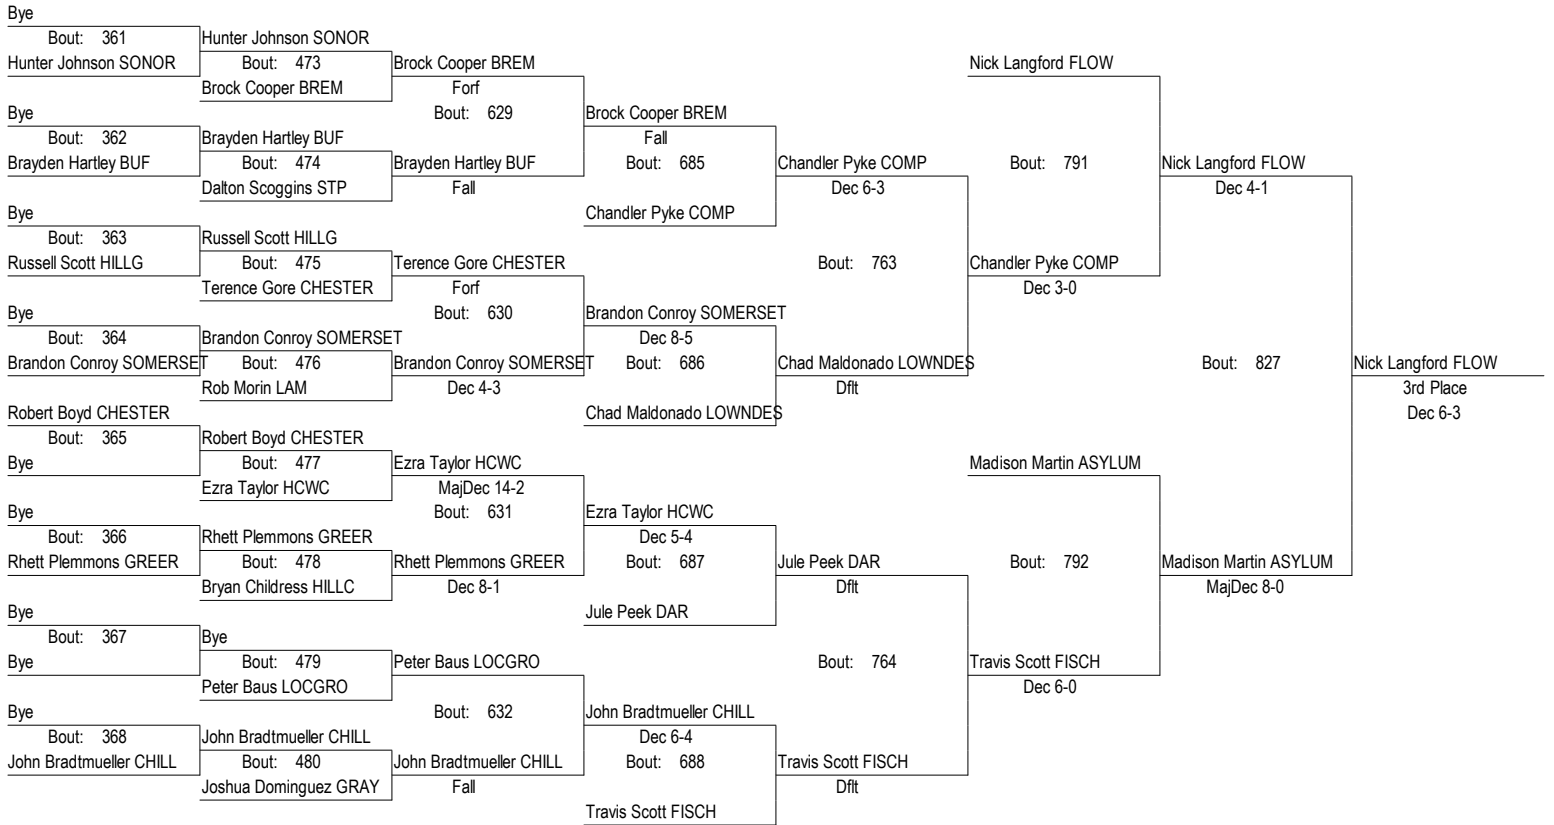 Bye
Bout: 361
Hunter Johnson SONOR
Hunter Johnson SONOR
Bout: 473
Brock Cooper BREM
Brock Cooper BREM
Forf
Bout: 629
Bye
Bout: 362
Brayden Hartley BUF
Brayden Hartley BUF
Bout: 474
Dalton Scoggins STP
Brayden Hartley BUF
Fall
Brock Cooper BREM
Fall
Bout: 685
Chandler Pyke COMP
Chandler Pyke COMP
Dec 6-3
Bye
Bout: 363
Russell Scott HILLG
Russell Scott HILLG
Bout: 475
Terence Gore CHESTER
Terence Gore CHESTER
Forf
Bout: 630
Bye
Bout: 364
Brandon Conroy SOMERSET
Brandon Conroy SOMERSET
Bout: 476
Rob Morin LAM
Brandon Conroy SOMERSET
Dec 4-3
Brandon Conroy SOMERSET
Dec 8-5
Bout: 686
Chad Maldonado LOWNDES
Chad Maldonado LOWNDES
Dflt
Bout: 763
Chandler Pyke COMP
Dec 3-0
Nick Langford FLOW
Bout: 791
Nick Langford FLOW
Dec 4-1
Robert Boyd CHESTER
Bout: 365
Bye
Robert Boyd CHESTER
Bout: 477
Ezra Taylor HCWC
Ezra Taylor HCWC
MajDec 14-2
Bout: 631
Bye
Bout: 366
Rhett Plemmons GREER
Rhett Plemmons GREER
Bout: 478
Bryan Childress HILLC
Rhett Plemmons GREER
Dec 8-1
Ezra Taylor HCWC
Dec 5-4
Bout: 687
Jule Peek DAR
Jule Peek DAR
Dflt
Bye
Bout: 367
Bye
Bye
Bout: 479
Peter Baus LOCGRO
Peter Baus LOCGRO
Bout: 632
Bye
Bout: 368
John Bradtmueller CHILL
John Bradtmueller CHILL
Bout: 480
Joshua Dominguez GRAY
John Bradtmueller CHILL
Fall
John Bradtmueller CHILL
Dec 6-4
Bout: 688
Travis Scott FISCH
Travis Scott FISCH
Dflt
Bout: 764
Travis Scott FISCH
Dec 6-0
Madison Martin ASYLUM
Bout: 792
Madison Martin ASYLUM
MajDec 8-0
Bout: 827
Nick Langford FLOW
3rd Place
Dec 6-3